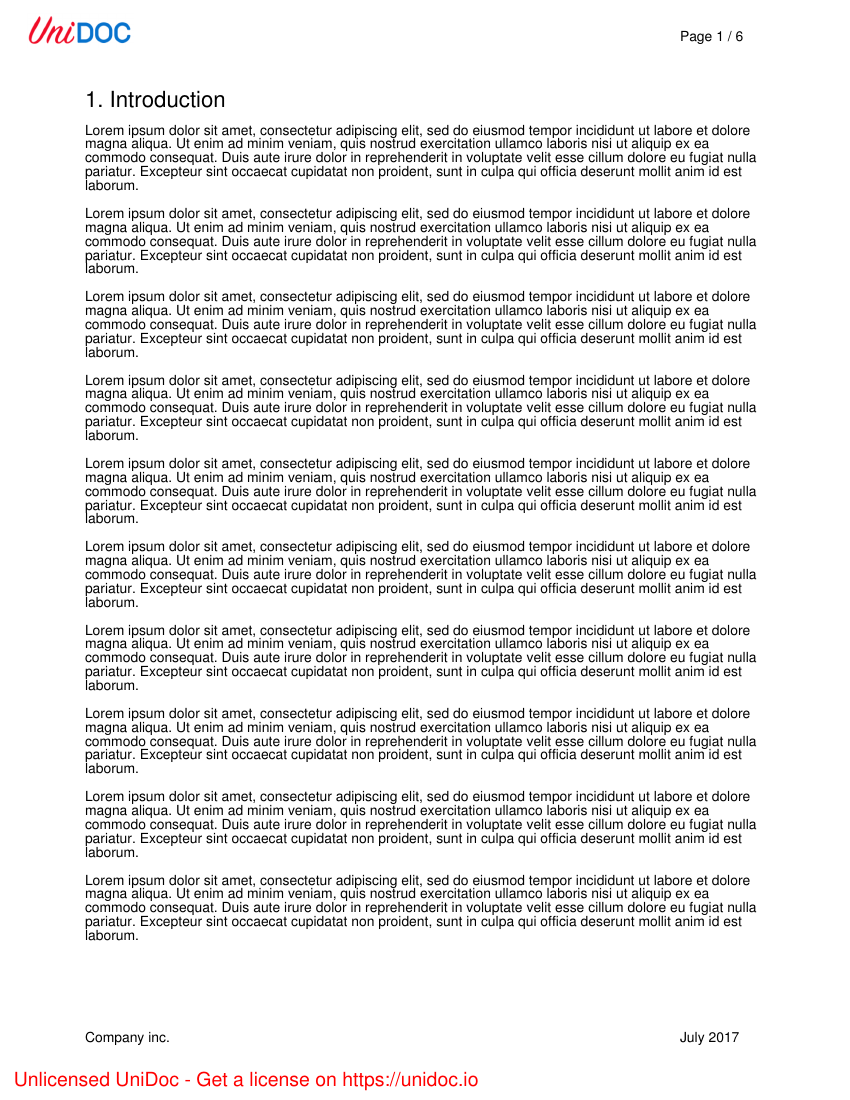 UniDOC
Page 1 / 6
1. Introduction
Lorem ipsum dolor sit amet, consectetur adipiscing elit, sed do eiusmod tempor incididunt ut labore et dolore
magna aliqua. Ut enim ad minim veniam, quis nostrud exercitation ullamco laboris nisi ut aliquip ex ea
commodo consequat. Duis aute irure dolor in reprehenderit in voluptate velit esse cillum dolore eu fugiat nulla
pariatur. Excepteur sint occaecat cupidatat non proident, sunt in culpa qui officia deserunt mollit anim id est
laborum.
Lorem ipsum dolor sit amet, consectetur adipiscing elit, sed do eiusmod tempor incididunt ut labore et dolore
magna aliqua. Ut enim ad minim veniam, quis nostrud exercitation ullamco laboris nisi ut aliquip ex ea
commodo consequat. Duis aute irure dolor in reprehenderit in voluptate velit esse cillum dolore eu fugiat nulla
pariatur. Excepteur sint occaecat cupidatat non proident, sunt in culpa qui officia deserunt mollit anim id est
laborum.
Lorem ipsum dolor sit amet, consectetur adipiscing elit, sed do eiusmod tempor incididunt ut labore et dolore
magna aliqua. Ut enim ad minim veniam, quis nostrud exercitation ullamco laboris nisi ut aliquip ex ea
commodo consequat. Duis aute irure dolor in reprehenderit in voluptate velit esse cillum dolore eu fugiat nulla
pariatur. Excepteur sint occaecat cupidatat non proident, sunt in culpa qui officia deserunt mollit anim id est
laborum.
Lorem ipsum dolor sit amet, consectetur adipiscing elit, sed do eiusmod tempor incididunt ut labore et dolore
magna aliqua. Ut enim ad minim veniam, quis nostrud exercitation ullamco laboris nisi ut aliquip ex ea
commodo consequat. Duis aute irure dolor in reprehenderit in voluptate velit esse cillum dolore eu fugiat nulla
pariatur. Excepteur sint occaecat cupidatat non proident, sunt in culpa qui officia deserunt mollit anim id est
laborum.
Lorem ipsum dolor sit amet, consectetur adipiscing elit, sed do eiusmod tempor incididunt ut labore et dolore
magna aliqua. Ut enim ad minim veniam, quis nostrud exercitation ullamco laboris nisi ut aliquip ex ea
commodo consequat. Duis aute irure dolor in reprehenderit in voluptate velit esse cillum dolore eu fugiat nulla
pariatur. Excepteur sint occaecat cupidatat non proident, sunt in culpa qui officia deserunt mollit anim id est
laborum.
Lorem ipsum dolor sit amet, consectetur adipiscing elit, sed do eiusmod tempor incididunt ut labore et dolore
magna aliqua. Ut enim ad minim veniam, quis nostrud exercitation ullamco laboris nisi ut aliquip ex ea
commodo consequat. Duis aute irure dolor in reprehenderit in voluptate velit esse cillum dolore eu fugiat nulla
pariatur. Excepteur sint occaecat cupidatat non proident, sunt in culpa qui officia deserunt mollit anim id est
laborum.
Lorem ipsum dolor sit amet, consectetur adipiscing elit, sed do eiusmod tempor incididunt ut labore et dolore
magna aliqua. Ut enim ad minim veniam, quis nostrud exercitation ullamco laboris nisi ut aliquip ex ea
commodo consequat. Duis aute irure dolor in reprehenderit in voluptate velit esse cillum dolore eu fugiat nulla
pariatur. Excepteur sint occaecat cupidatat non proident, sunt in culpa qui officia deserunt mollit anim id est
laborum.
Lorem ipsum dolor sit amet, consectetur adipiscing elit, sed do eiusmod tempor incididunt ut labore et dolore
magna aliqua. Ut enim ad minim veniam, quis nostrud exercitation ullamco laboris nisi ut aliquip ex ea
commodo consequat. Duis aute irure dolor in reprehenderit in voluptate velit esse cillum dolore eu fugiat nulla
pariatur. Excepteur sint occaecat cupidatat non proident, sunt in culpa qui officia deserunt mollit anim id est
laborum.
Lorem ipsum dolor sit amet, consectetur adipiscing elit, sed do eiusmod tempor incididunt ut labore et dolore
magna aliqua. Ut enim ad minim veniam, quis nostrud exercitation ullamco laboris nisi ut aliquip ex ea
commodo consequat. Duis aute irure dolor in reprehenderit in voluptate velit esse cillum dolore eu fugiat nulla
pariatur. Excepteur sint occaecat cupidatat non proident, sunt in culpa qui officia deserunt mollit anim id est
laborum.
Lorem ipsum dolor sit amet, consectetur adipiscing elit, sed do eiusmod tempor incididunt ut labore et dolore
magna aliqua. Ut enim ad minim veniam, quis nostrud exercitation ullamco laboris nisi ut aliquip ex ea
commodo consequat. Duis aute irure dolor in reprehenderit in voluptate velit esse cillum dolore eu fugiat nulla
pariatur. Excepteur sint occaecat cupidatat non proident, sunt in culpa qui officia deserunt mollit anim id est
laborum.
Company inc.
July 2017
Unlicensed UniDoc - Get a license on https://unidoc.io